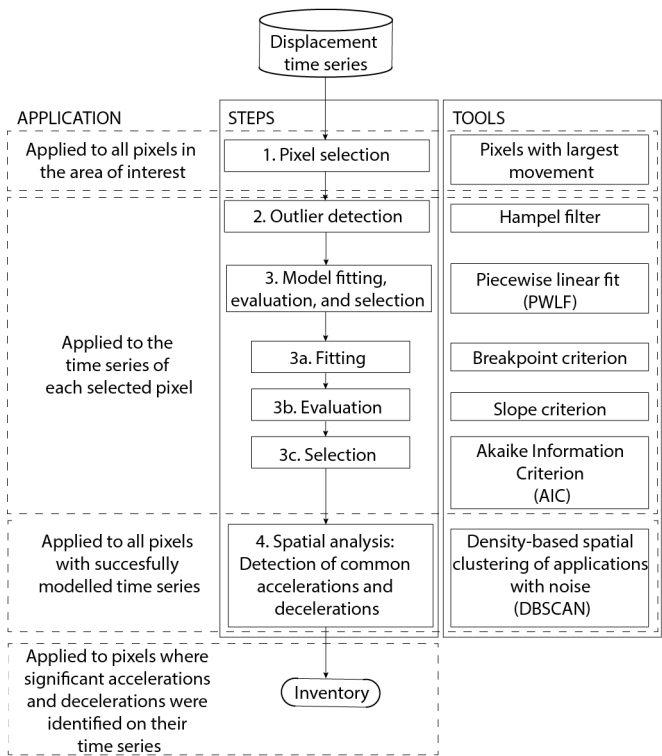 Displacement
time series
APPLICATION
STEPS
TOOLS
Applied to all pixels in
the area of interest
1. Pixel selection
Pixels with largest
movement
2. Outlier detection
Hampel filter
3. Model fitting,
evaluation, and selection
Piecewise linear fit
(PWLF)
Applied to the
time series of
each selected pixel
3a. Fitting
Breakpoint criterion
3b. Evaluation
Slope criterion
3c. Selection
Akaike Information
Criterion
(AIC)
Applied to all pixels
with succesfully
modelled time series
4. Spatial analysis:
Detection of common
accelerations and
decelerations
Density-based spatial
clustering of applications
with noise
(DBSCAN)
Applied to pixels where
significant accelerations
and decelerations were
identified on their
time series
Inventory